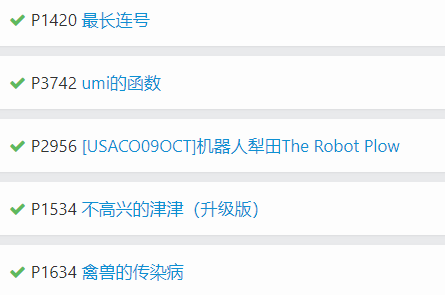 P1420 最长连号
P3742 umi的函数
P2956 [USACO09OCT]机器人犁田The Robot Plow
P1534 不高兴的津津（升级版）
P1634 禽兽的传染病